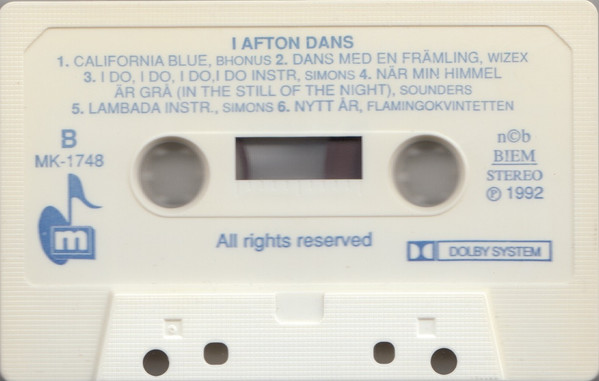 I AFTON DANS
1. CALIFORNIA BLUE, BHONUS 2. DANS MED EN FRÄMLING, WIZEX
3. I DO, I DO, I DO,I DO INSTR, SIMONS 4. NÄR MIN HIMMEL
ÄR GRÅ (IN THE STILL OF THE NIGHT), SOUNDERS
5. LAMBADA INSTR., SIMONS 6. NYTT ÅR, FLAMINGOKVINTETTEN
B
MK-1748
m
n©b
BIEM
STEREO
℗ 1992
All rights reserved
DOLBY SYSTEM